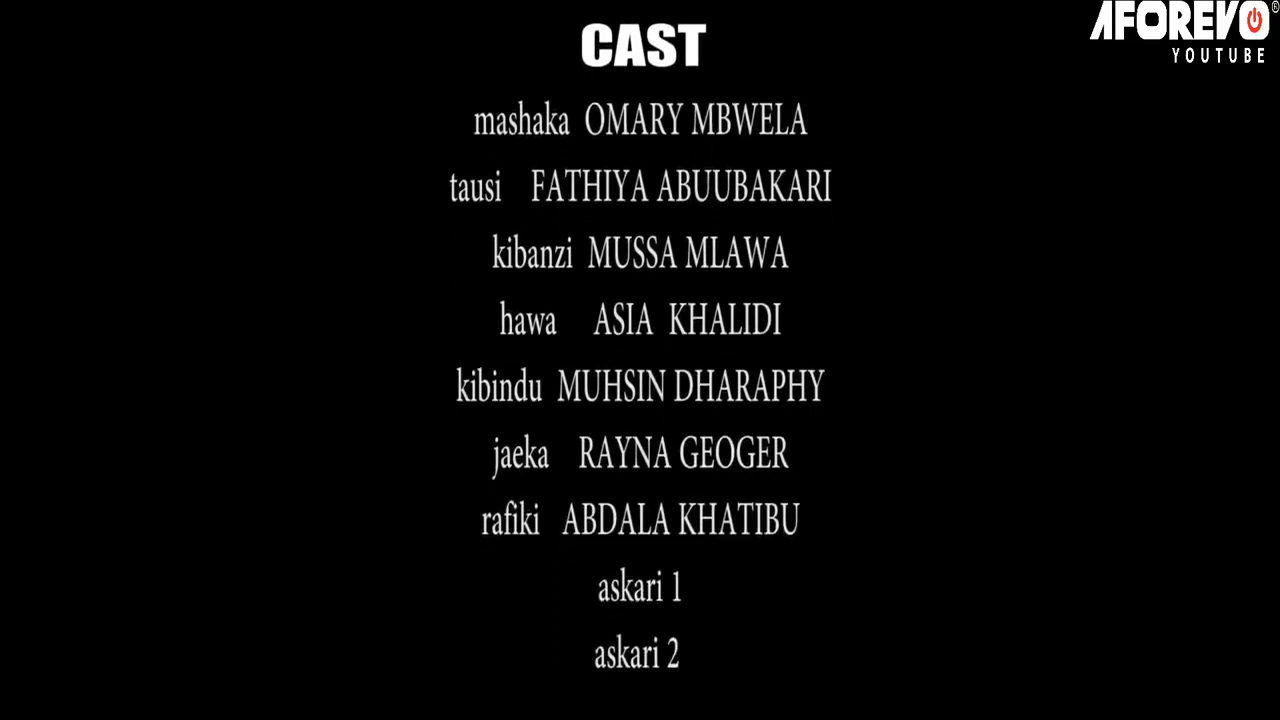 AFOREVO®
YOUTUBE
CAST
mashaka OMARY MBWELA
tausi FATHIYA ABUUBAKARI
kibanzi MUSSA MLAWA
hawa ASIA KHALIDI
kibindu MUHSIN DHARAPHY
jaeka RAYNA GEOGER
rafiki ABDALA KHATIBU
askari 1
askari 2